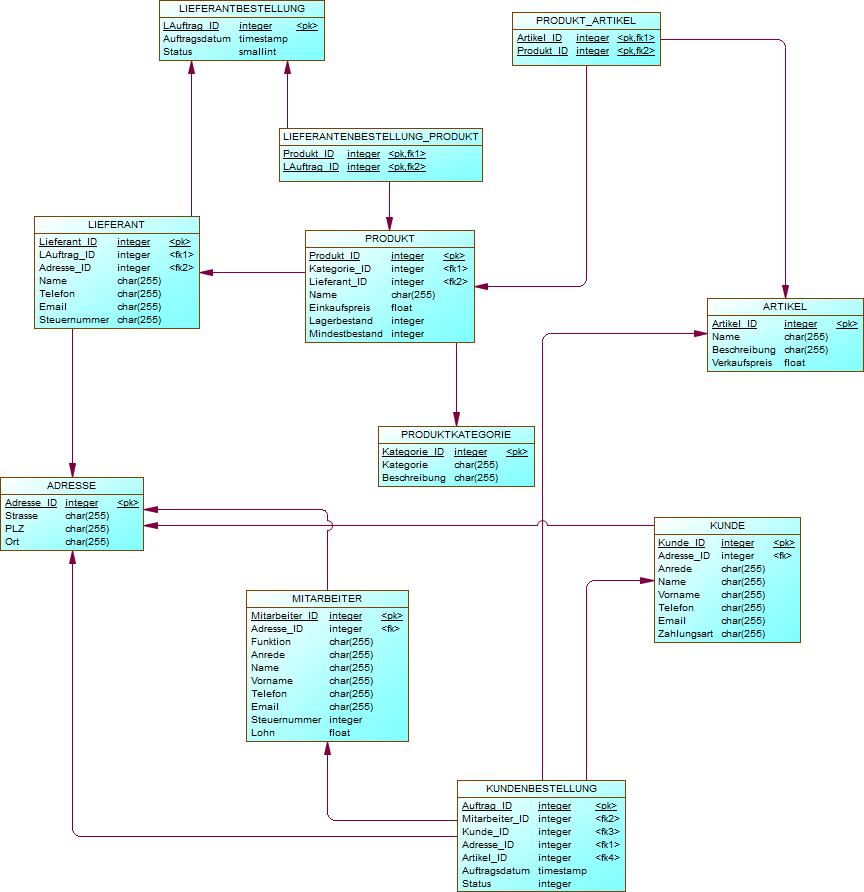 LIEFERANTBESTELLUNG
LAuftrag_ID integer <pk>
Auftragsdatum timestamp
Status smallint
PRODUKT_ARTIKEL
Artikel_ID integer <pk,fk1>
Produkt_ID integer <pk,fk2>
LIEFERANTENBESTELLUNG_PRODUKT
Produkt_ID integer <pk,fk1>
LAuftrag_ID integer <pk,fk2>
LIEFERANT
Lieferant_ID integer <pk>
LAuftrag_ID integer <fk1>
Adresse_ID integer <fk2>
Name char(255)
Telefon char(255)
Email char(255)
Steuernummer char(255)
PRODUKT
Produkt_ID integer <pk>
Kategorie_ID integer <fk1>
Lieferant_ID integer <fk2>
Name char(255)
Einkaufspreis float
Lagerbestand integer
Mindestbestand integer
ARTIKEL
Artikel_ID integer <pk>
Name char(255)
Beschreibung char(255)
Verkaufspreis float
PRODUKTKATEGORIE
Kategorie_ID integer <pk>
Kategorie char(255)
Beschreibung char(255)
ADRESSE
Adresse_ID integer <pk>
Strasse char(255)
PLZ char(255)
Ort char(255)
KUNDE
Kunde_ID integer <pk>
Adresse_ID integer <fk>
Anrede char(255)
Name char(255)
Vorname char(255)
Telefon char(255)
Email char(255)
Zahlungsart char(255)
MITARBEITER
Mitarbeiter_ID integer <pk>
Adresse_ID integer <fk>
Funktion char(255)
Anrede char(255)
Name char(255)
Vorname char(255)
Telefon char(255)
Email char(255)
Steuernummer integer
Lohn float
KUNDENBESTELLUNG
Auftrag_ID integer <pk>
Mitarbeiter_ID integer <fk2>
Kunde_ID integer <fk3>
Adresse_ID integer <fk1>
Artikel_ID integer <fk4>
Auftragsdatum timestamp
Status integer